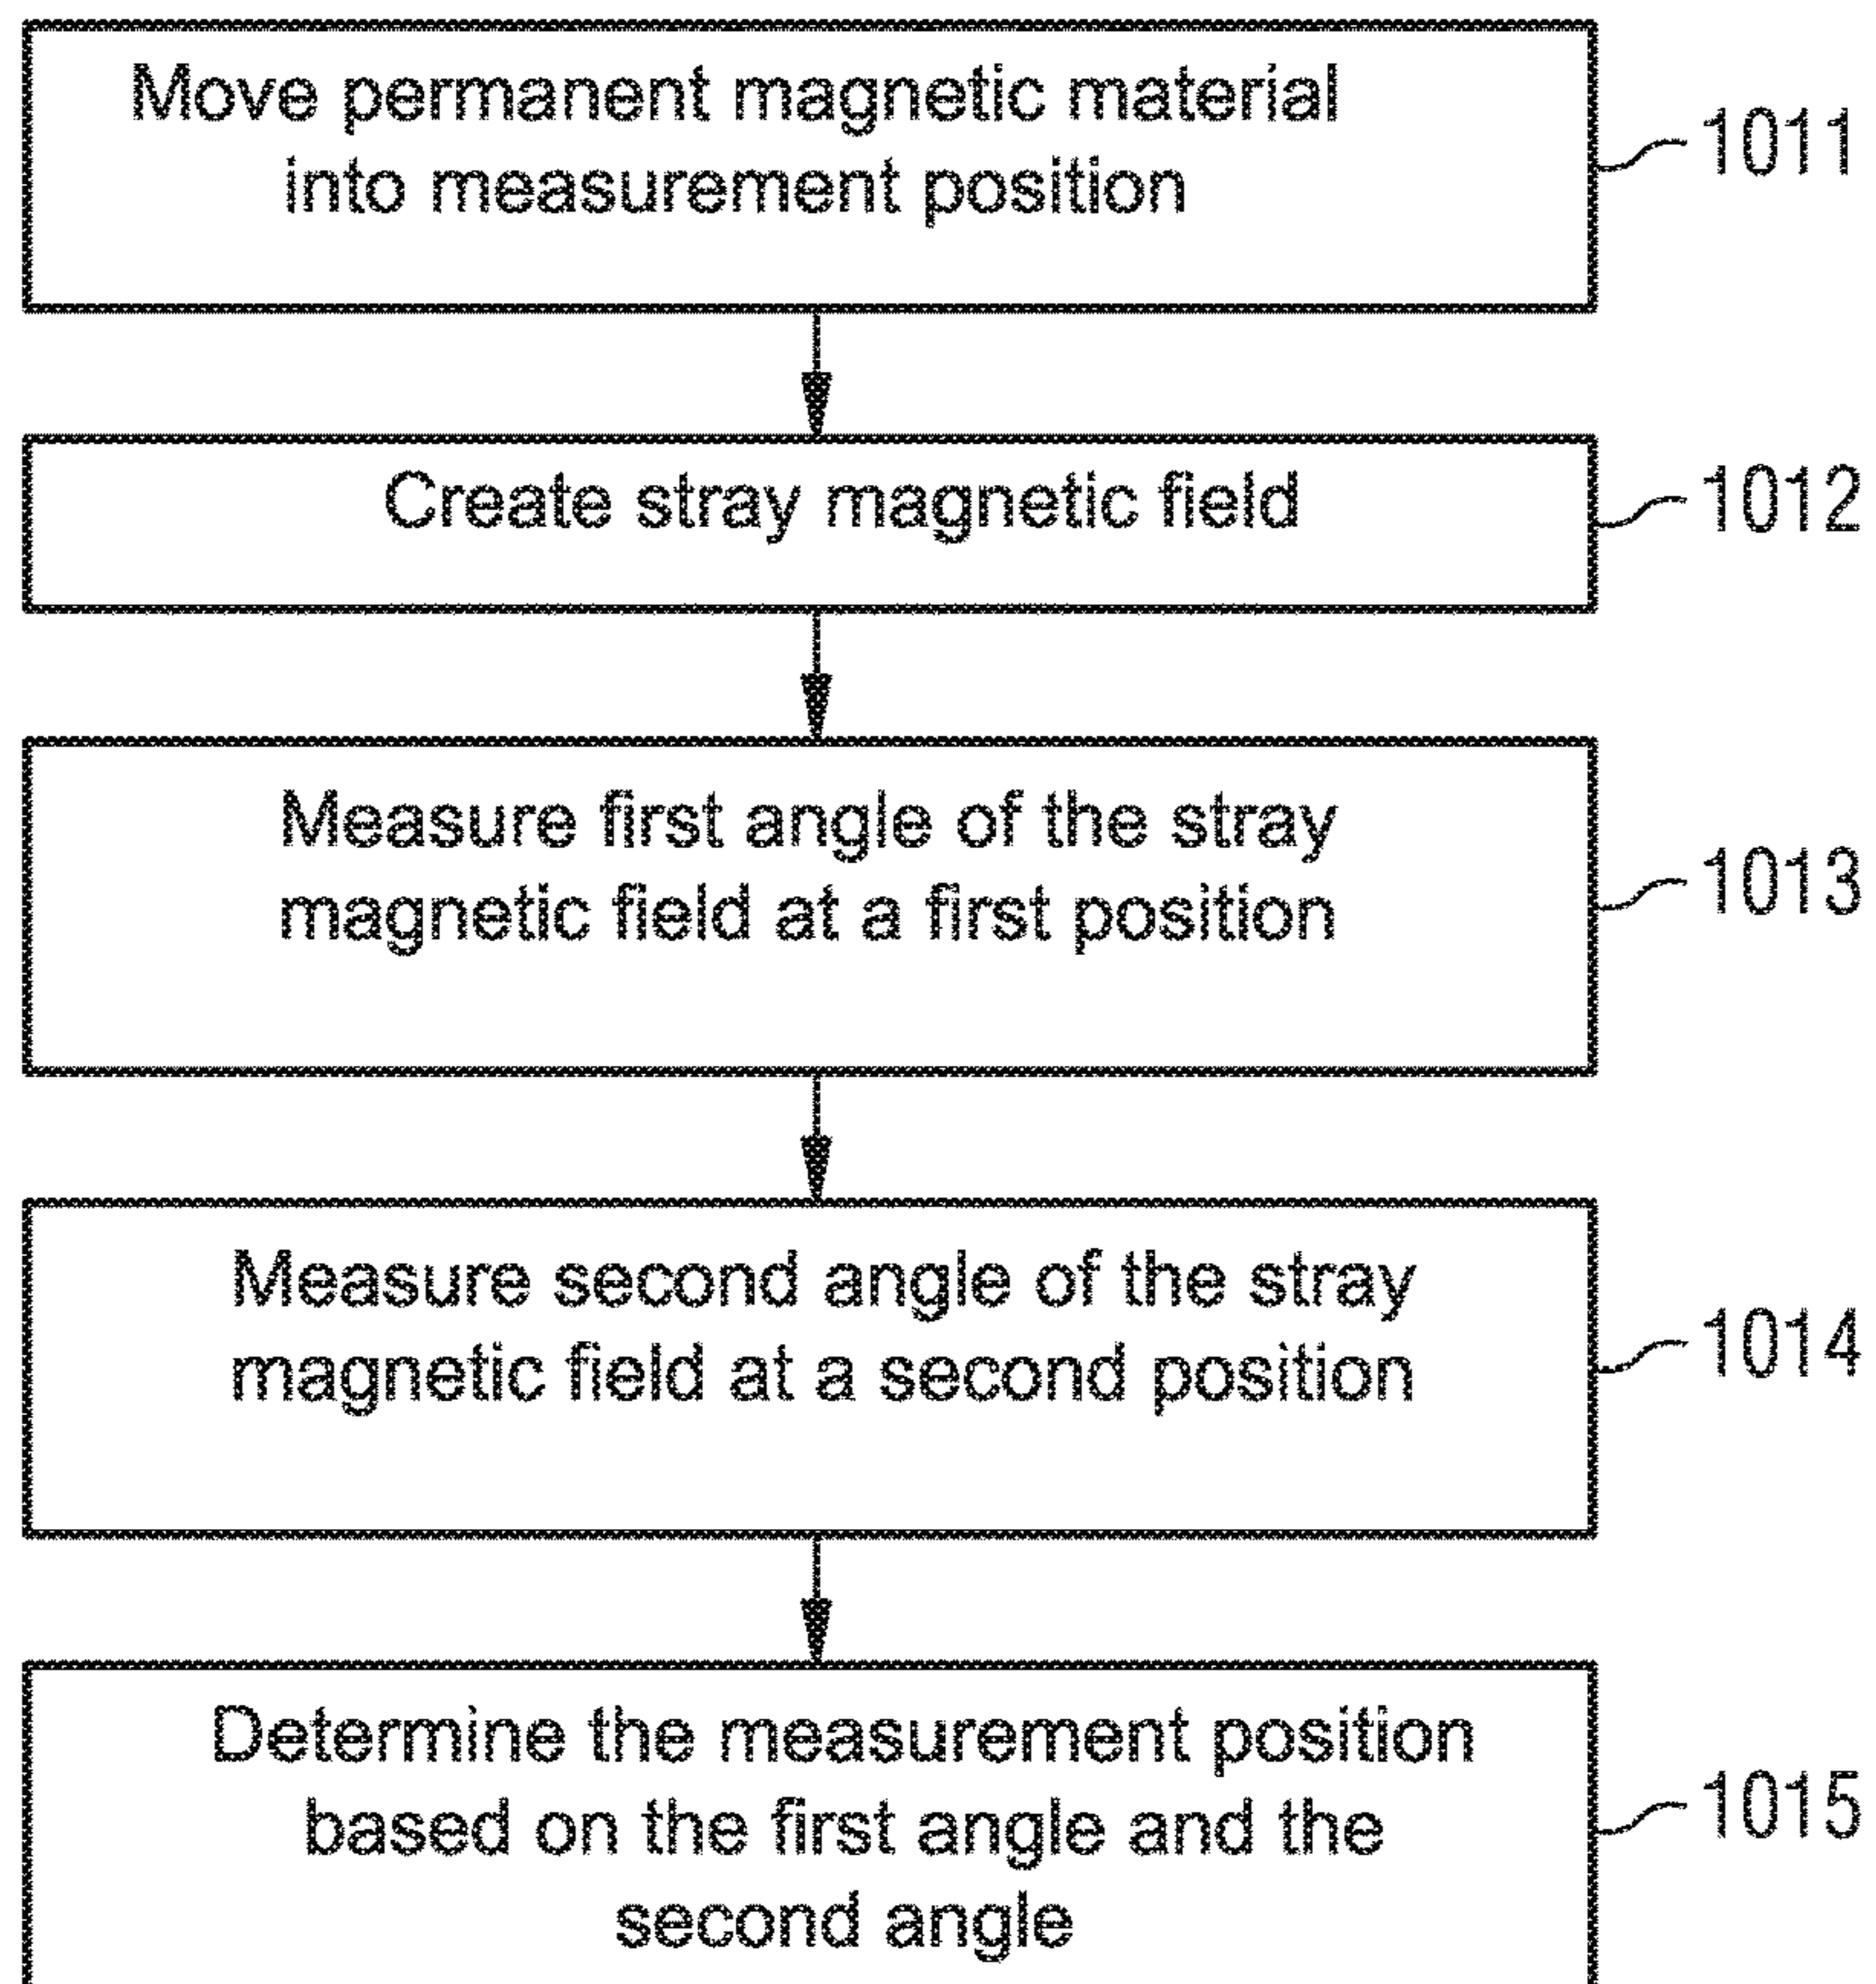 Move permanent magnetic material
into measurement position
1011
Create stray magnetic field
1012
Measure first angle of the stray
magnetic field at a first position
1013
Measure second angle of the stray
magnetic field at a second position
1014
Determine the measurement position
based on the first angle and the
second angle
1015